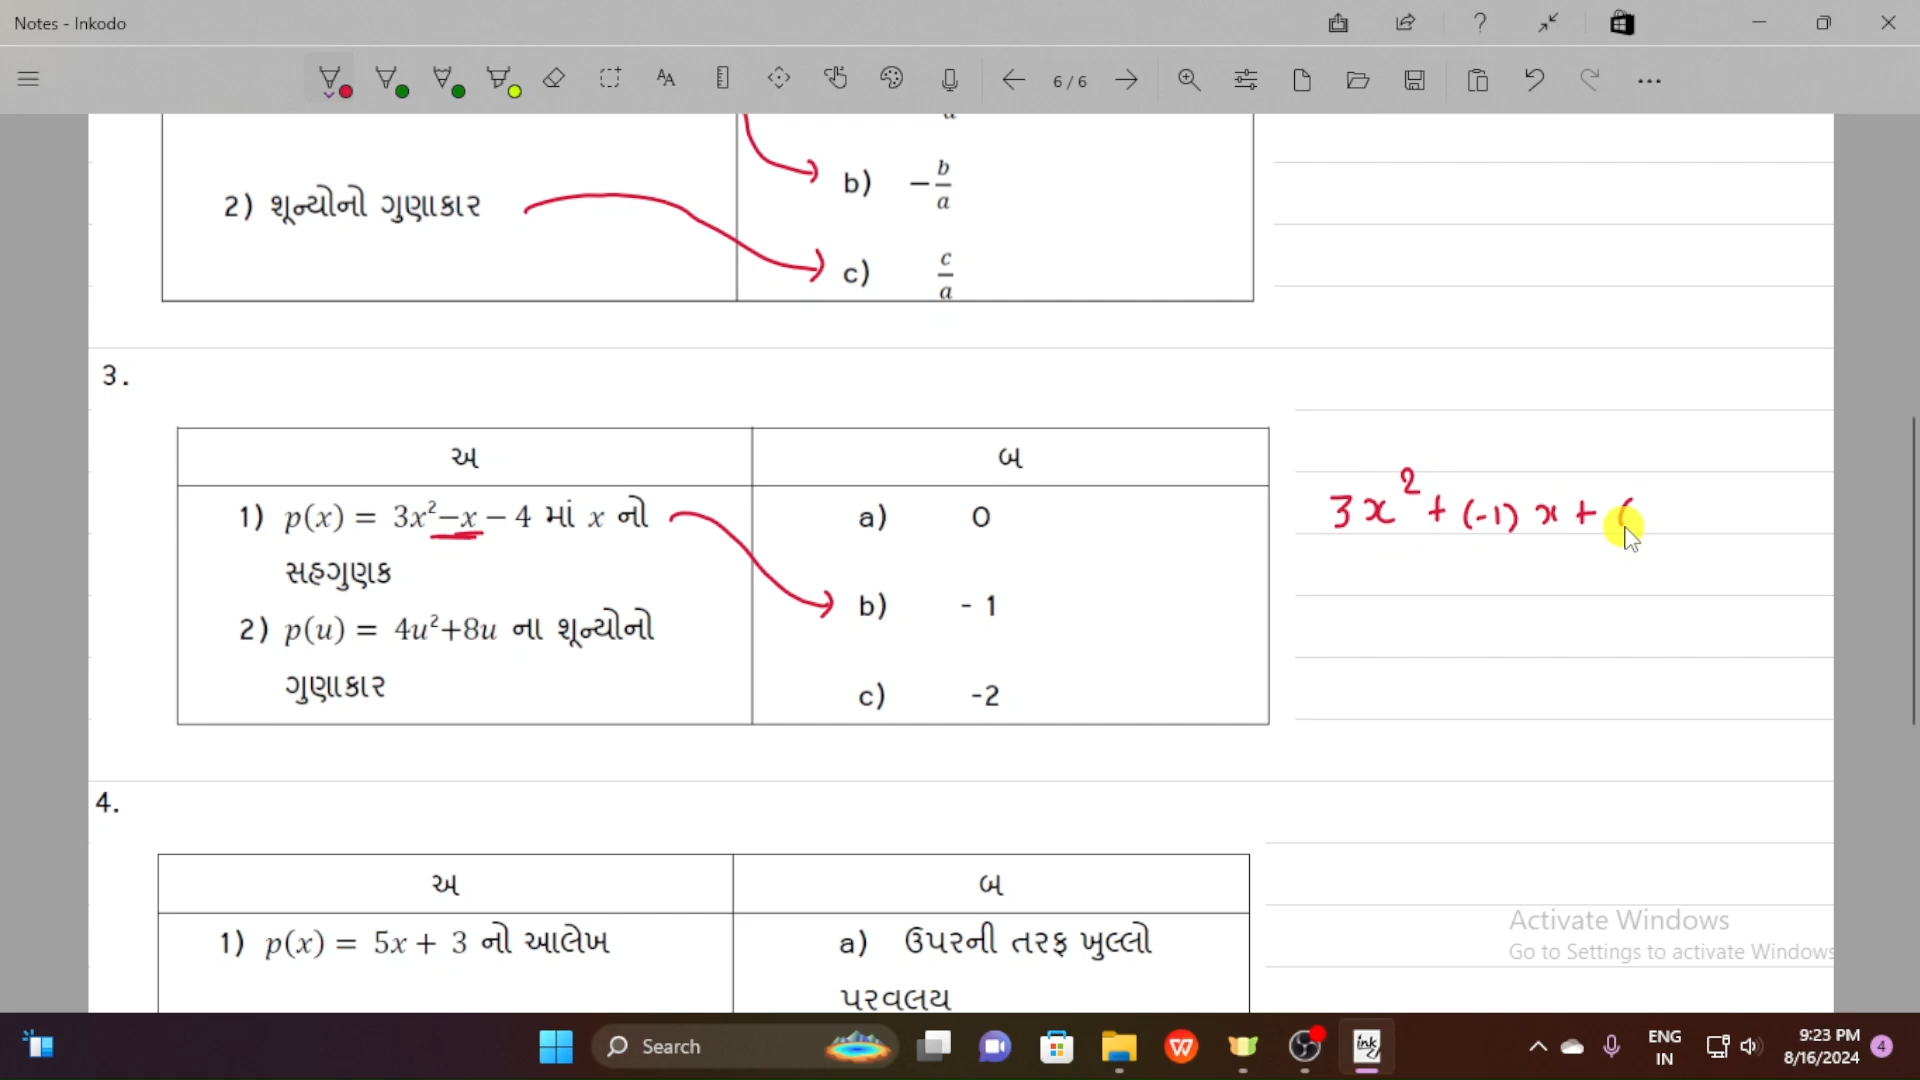 Notes - Inkodo
6 / 6
b) −b/a
2) શૂન્યોનો ગુણાકાર
c) c/a
3.
અ
બ
1) p(x) = 3x²−x − 4 માં x નો
સહગુણક
2) p(u) = 4u²+8u ના શૂન્યોનો
ગુણાકાર
a) 0
b) - 1
c) -2
3x² + (-1) x + (
4.
અ
બ
1) p(x) = 5x + 3 નો આલેખ
a) ઉપરની તરફ ખુલ્લો
પરવલય
Activate Windows
Go to Settings to activate Windows
Search
ENG
IN
9:23 PM
8/16/2024
4